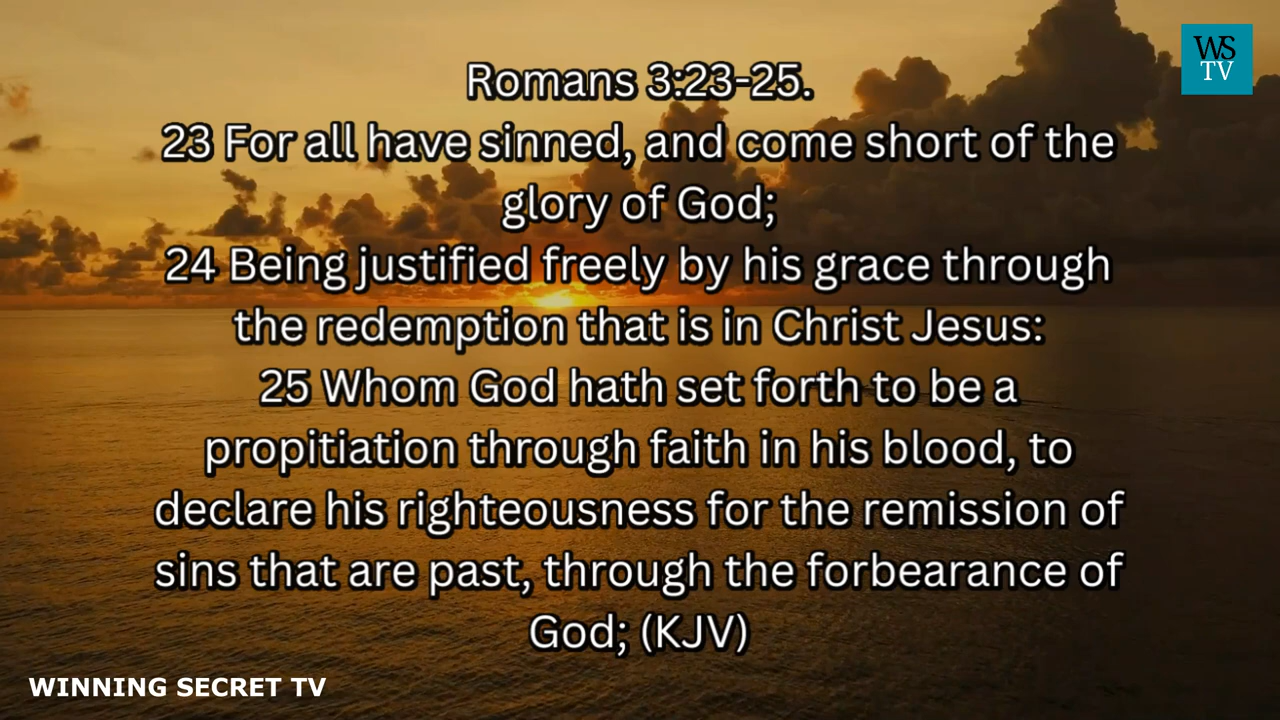 WS
TV
Romans 3:23-25.
23 For all have sinned, and come short of the
glory of God;
24 Being justified freely by his grace through
the redemption that is in Christ Jesus:
25 Whom God hath set forth to be a
propitiation through faith in his blood, to
declare his righteousness for the remission of
sins that are past, through the forbearance of
God; (KJV)
WINNING SECRET TV